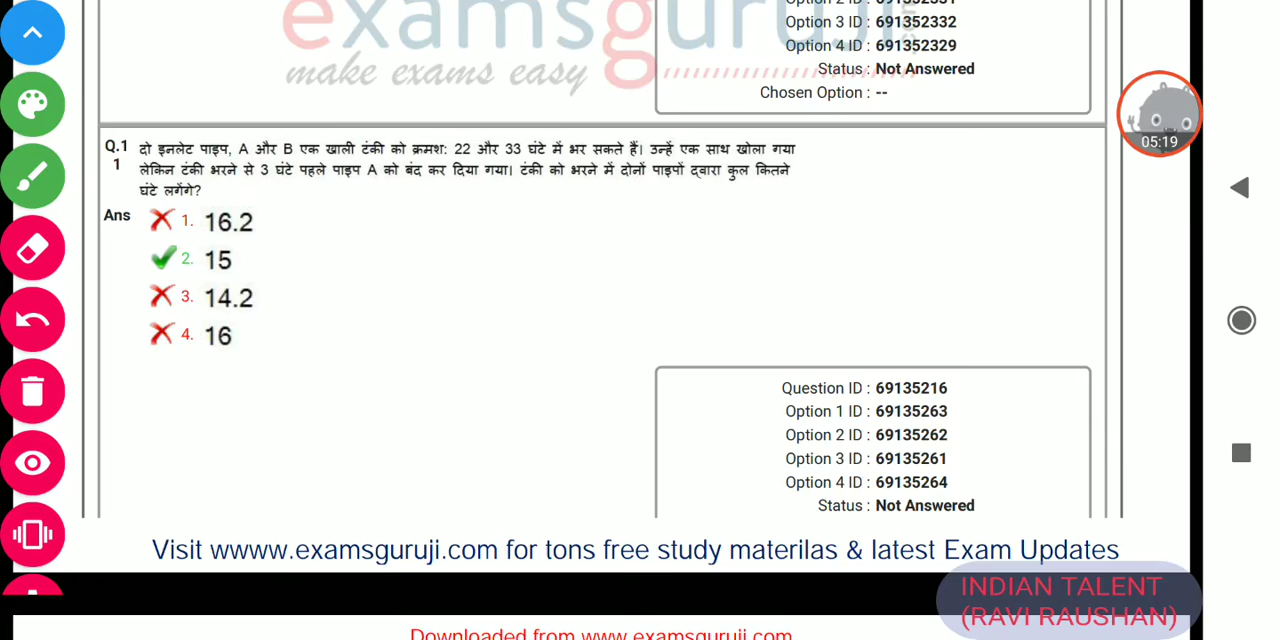 examsguruji
.com
make exams easy
Option 3 ID : 691352332
Option 4 ID : 691352329
Status : Not Answered
Chosen Option : --
05:19
Q.1 दो इनलेट पाइप, A और B एक खाली टंकी को क्रमश: 22 और 33 घंटे में भर सकते हैं। उन्हें एक साथ खोला गया
1 लेकिन टंकी भरने से 3 घंटे पहले पाइप A को बंद कर दिया गया। टंकी को भरने में दोनों पाइपों द्वारा कुल कितने
घंटे लगेंगे?
Ans 1. 16.2
2. 15
3. 14.2
4. 16
Question ID : 69135216
Option 1 ID : 69135263
Option 2 ID : 69135262
Option 3 ID : 69135261
Option 4 ID : 69135264
Status : Not Answered
Visit wwww.examsguruji.com for tons free study materilas & latest Exam Updates
INDIAN TALENT
(RAVI RAUSHAN)
Downloaded from www.examsguruji.com